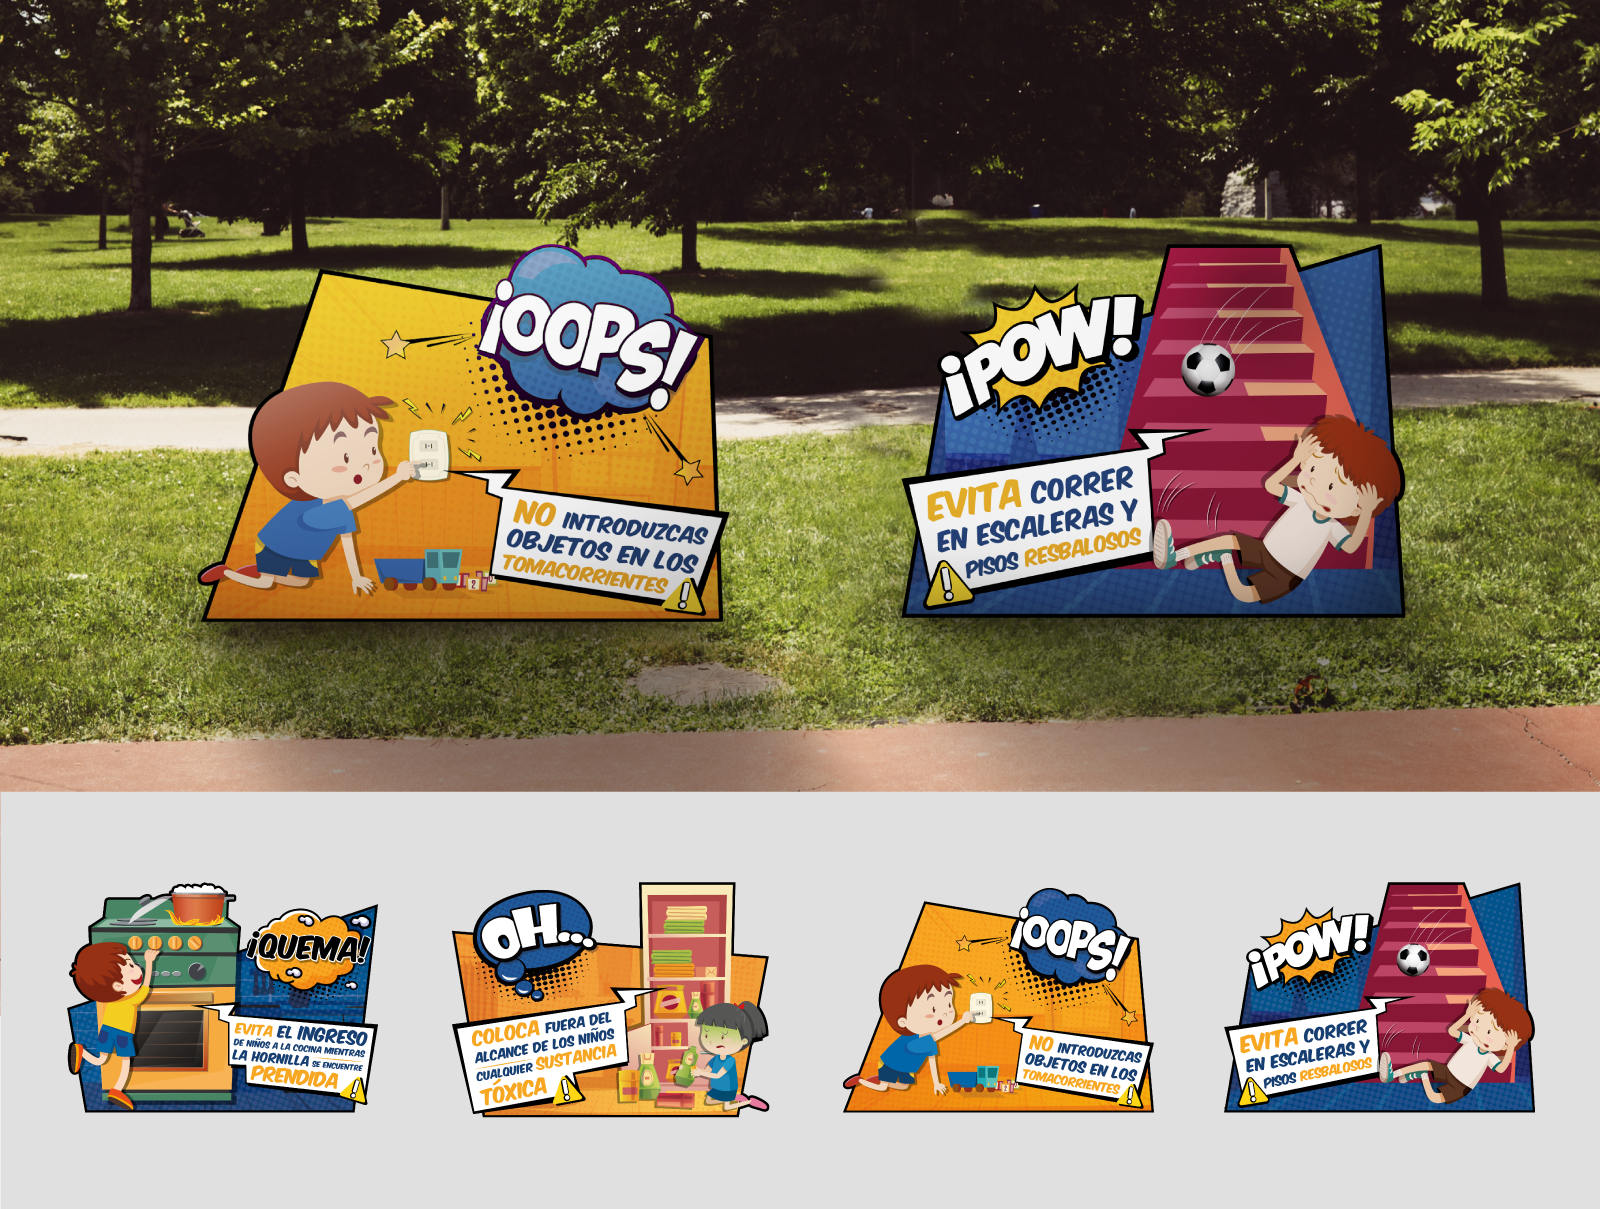 ¡OOPS!
NO INTRODUZCAS
OBJETOS EN LOS
TOMACORRIENTES
!
¡POW!
EVITA CORRER
EN ESCALERAS Y
PISOS RESBALOSOS
!
¡QUEMA!
EVITA EL INGRESO
DE NIÑOS A LA COCINA MIENTRAS
LA HORNILLA SE ENCUENTRE
PRENDIDA
!
OH...
COLOCA FUERA DEL
ALCANCE DE LOS NIÑOS
CUALQUIER SUSTANCIA
TÓXICA
!
¡OOPS!
NO INTRODUZCAS
OBJETOS EN LOS
TOMACORRIENTES
!
¡POW!
EVITA CORRER
EN ESCALERAS Y
PISOS RESBALOSOS
!